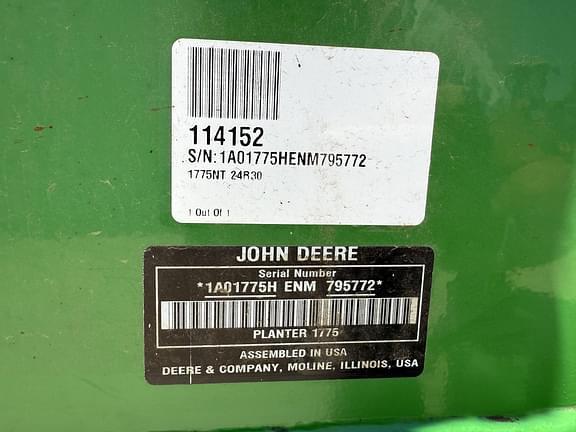 114152
S/N:1A01775HENM795772
1775NT 24R30
1 Out Of 1
JOHN DEERE
Serial Number
*1A01775H ENM 795772*
PLANTER 1775
ASSEMBLED IN USA
DEERE & COMPANY, MOLINE, ILLINOIS, USA